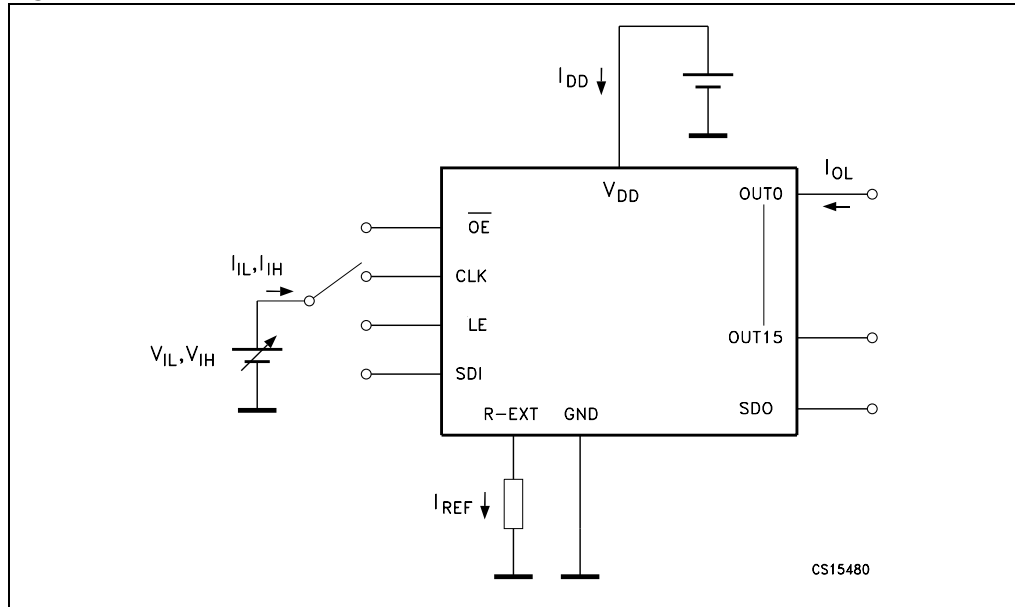 I_DD
V_DD
OUT0
I_OL
OE
I_IL,I_IH
CLK
LE
OUT15
V_IL,V_IH
SDI
SDO
R-EXT
GND
I_REF
CS15480